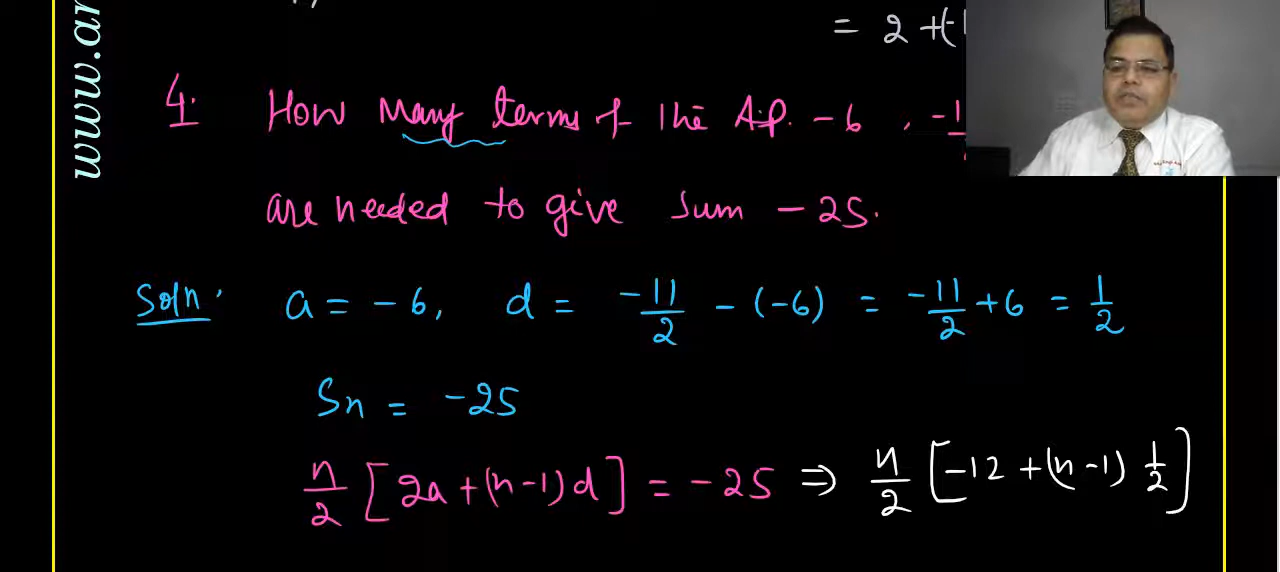 www.ar
= 2 + (-
4. How Many terms of the A.P. -6 , -1
are needed to give sum -25.
Soln. a = -6, d = -11/2 - (-6) = -11/2 + 6 = 1/2
Sn = -25
n/2 [2a + (n-1)d] = -25 ⇒ n/2 [-12 + (n-1) 1/2]